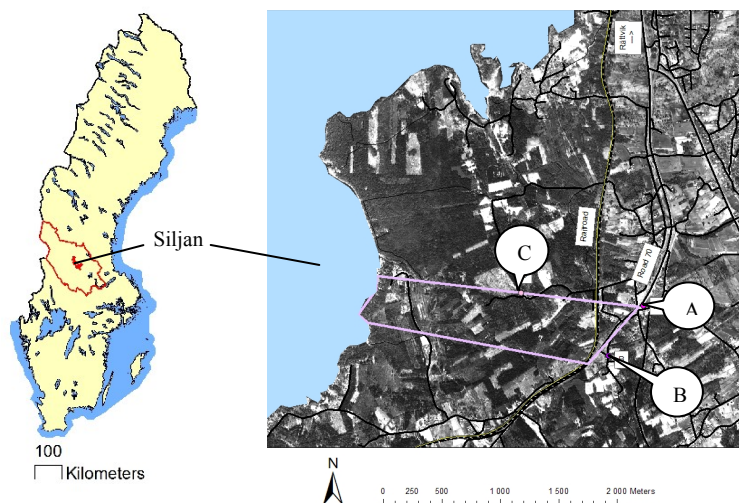 Siljan
100
Kilometers
Rättvik
--->
Railroad
Road 70
C
A
B
N
0 250 500 1 000 1 500 2 000 Meters